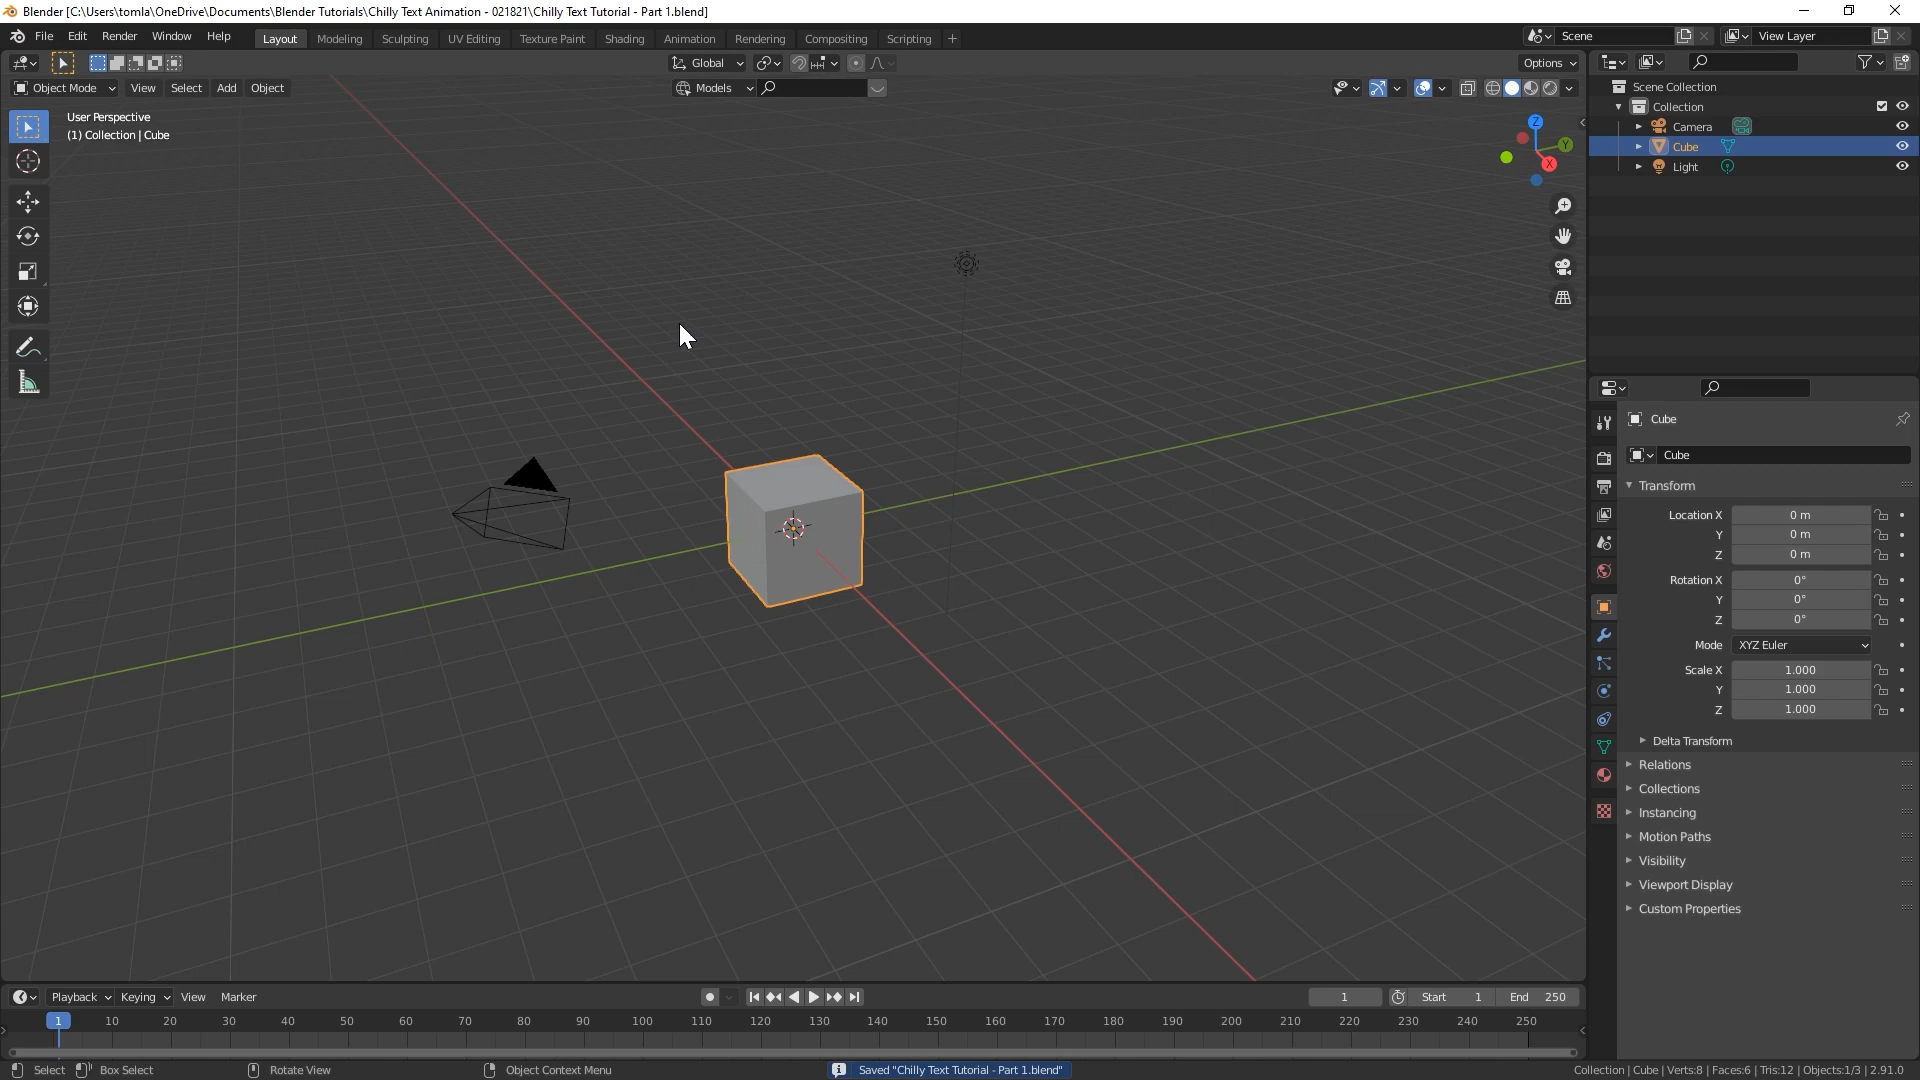 Blender [C:\Users\tomla\OneDrive\Documents\Blender Tutorials\Chilly Text Animation - 021821\Chilly Text Tutorial - Part 1.blend]
File Edit Render Window Help Layout Modeling Sculpting UV Editing Texture Paint Shading Animation Rendering Compositing Scripting + Scene View Layer
Global Options
Object Mode View Select Add Object Models
User Perspective
(1) Collection | Cube
Z
Y
X
Scene Collection
Collection
Camera
Cube
Light
Cube
Cube
Transform
Location X 0 m
Y 0 m
Z 0 m
Rotation X 0°
Y 0°
Z 0°
Mode XYZ Euler
Scale X 1.000
Y 1.000
Z 1.000
Delta Transform
Relations
Collections
Instancing
Motion Paths
Visibility
Viewport Display
Custom Properties
Playback Keying View Marker 1 Start 1 End 250
1 10 20 30 40 50 60 70 80 90 100 110 120 130 140 150 160 170 180 190 200 210 220 230 240 250
Select Box Select Rotate View Object Context Menu Saved "Chilly Text Tutorial - Part 1.blend" Collection | Cube | Verts:8 | Faces:6 | Tris:12 | Objects:1/3 | 2.91.0